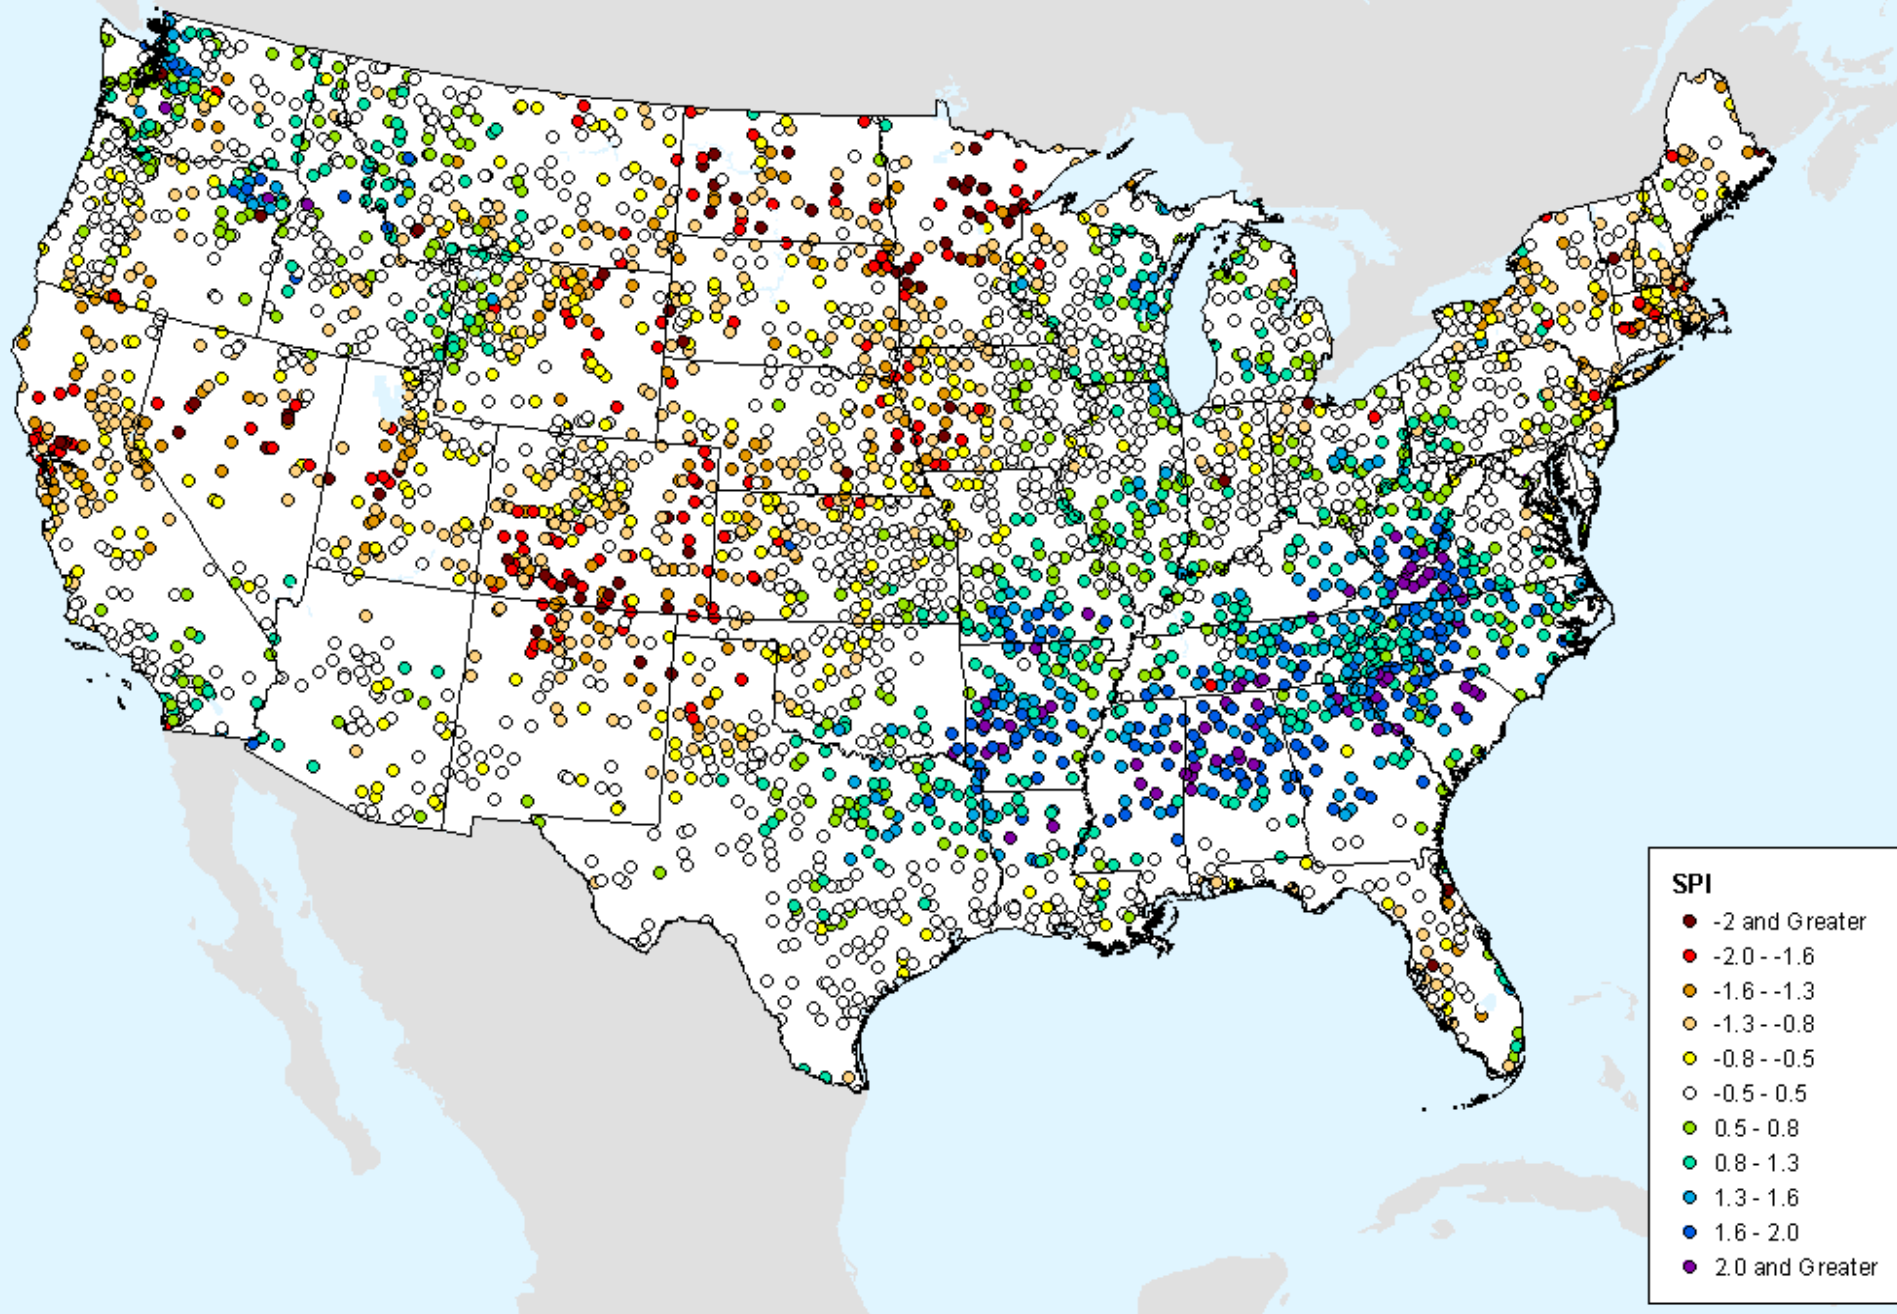 SPI
-2 and Greater
-2.0 - -1.6
-1.6 - -1.3
-1.3 - -0.8
-0.8 - -0.5
-0.5 - 0.5
0.5 - 0.8
0.8 - 1.3
1.3 - 1.6
1.6 - 2.0
2.0 and Greater